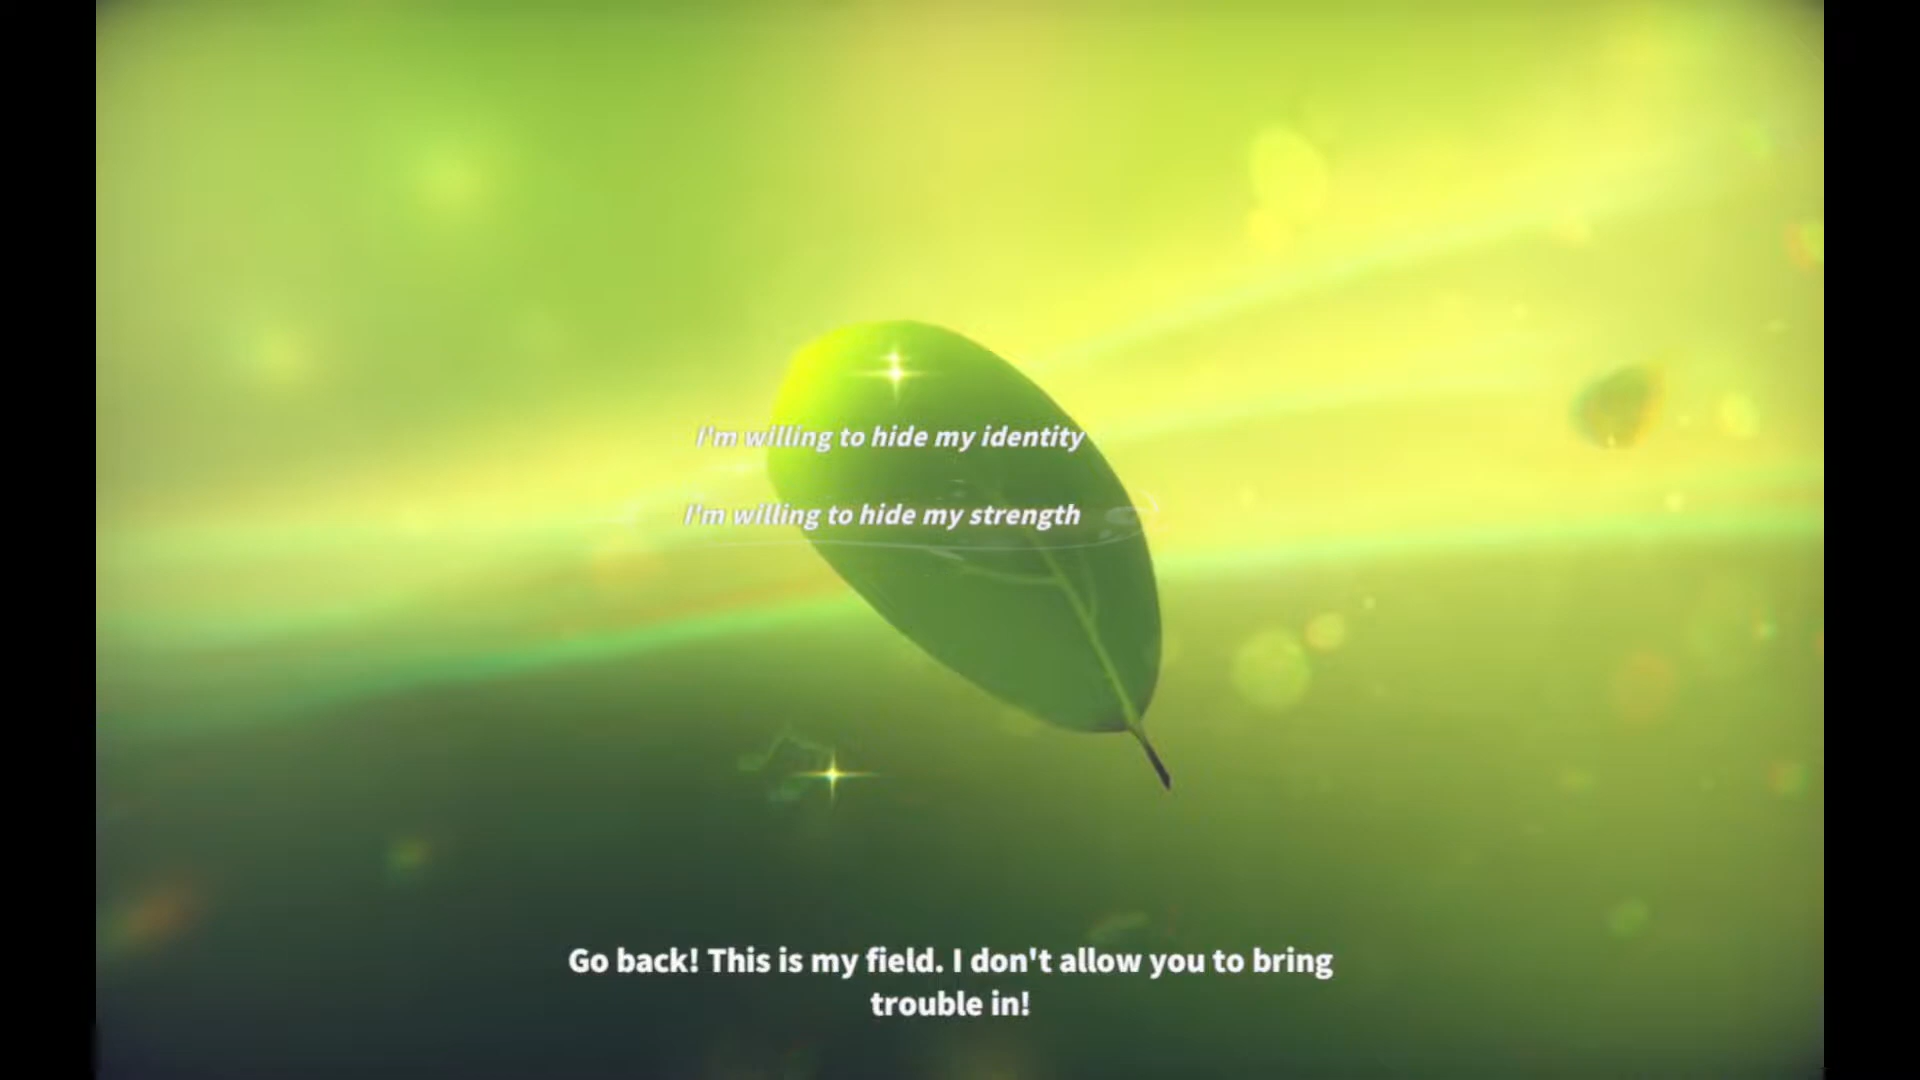 I'm willing to hide my identity
I'm willing to hide my strength
Go back! This is my field. I don't allow you to bring
trouble in!